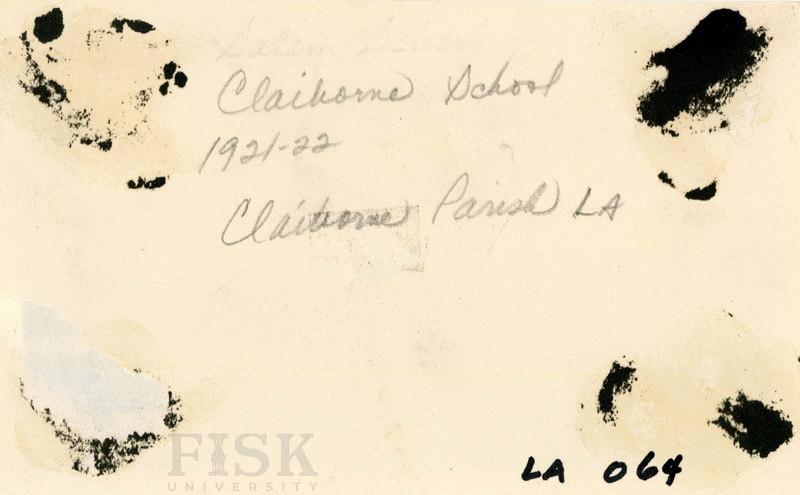 Salem School
Claiborne School
1921-22
Claiborne Parish LA
LA 064
FISK
UNIVERSITY